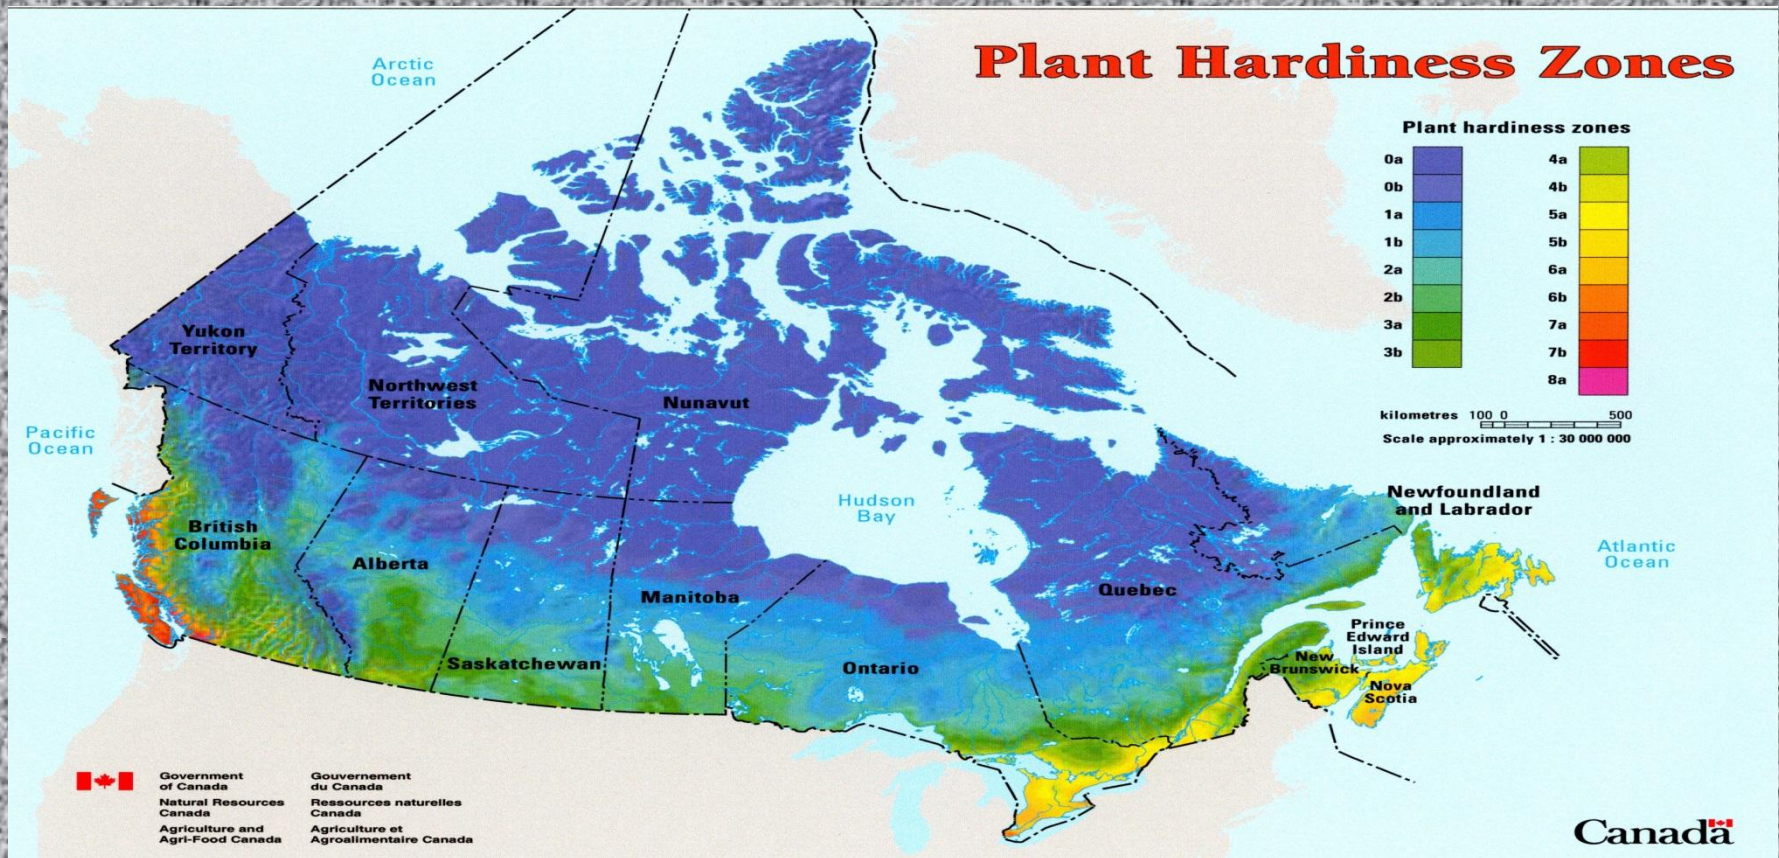 Plant Hardiness Zones
Arctic
Ocean
Plant hardiness zones
0a
0b
1a
1b
2a
2b
3a
3b
4a
4b
5a
5b
6a
6b
7a
7b
8a
kilometres 100 0 500
Scale approximately 1 : 30 000 000
Yukon
Territory
Northwest
Territories
Nunavut
Pacific
Ocean
Hudson
Bay
British
Columbia
Alberta
Saskatchewan
Manitoba
Ontario
Quebec
Newfoundland
and Labrador
Atlantic
Ocean
Prince
Edward
Island
New
Brunswick
Nova
Scotia
Government
of Canada
Gouvernement
du Canada
Natural Resources
Canada
Ressources naturelles
Canada
Agriculture and
Agri-Food Canada
Agriculture et
Agroalimentaire Canada
Canada